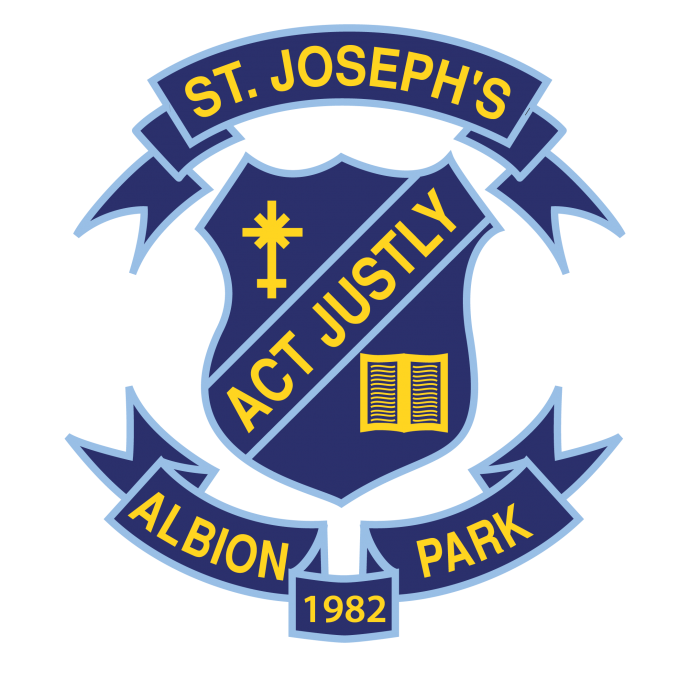 ST. JOSEPH'S
ACT JUSTLY
ALBION PARK
1982